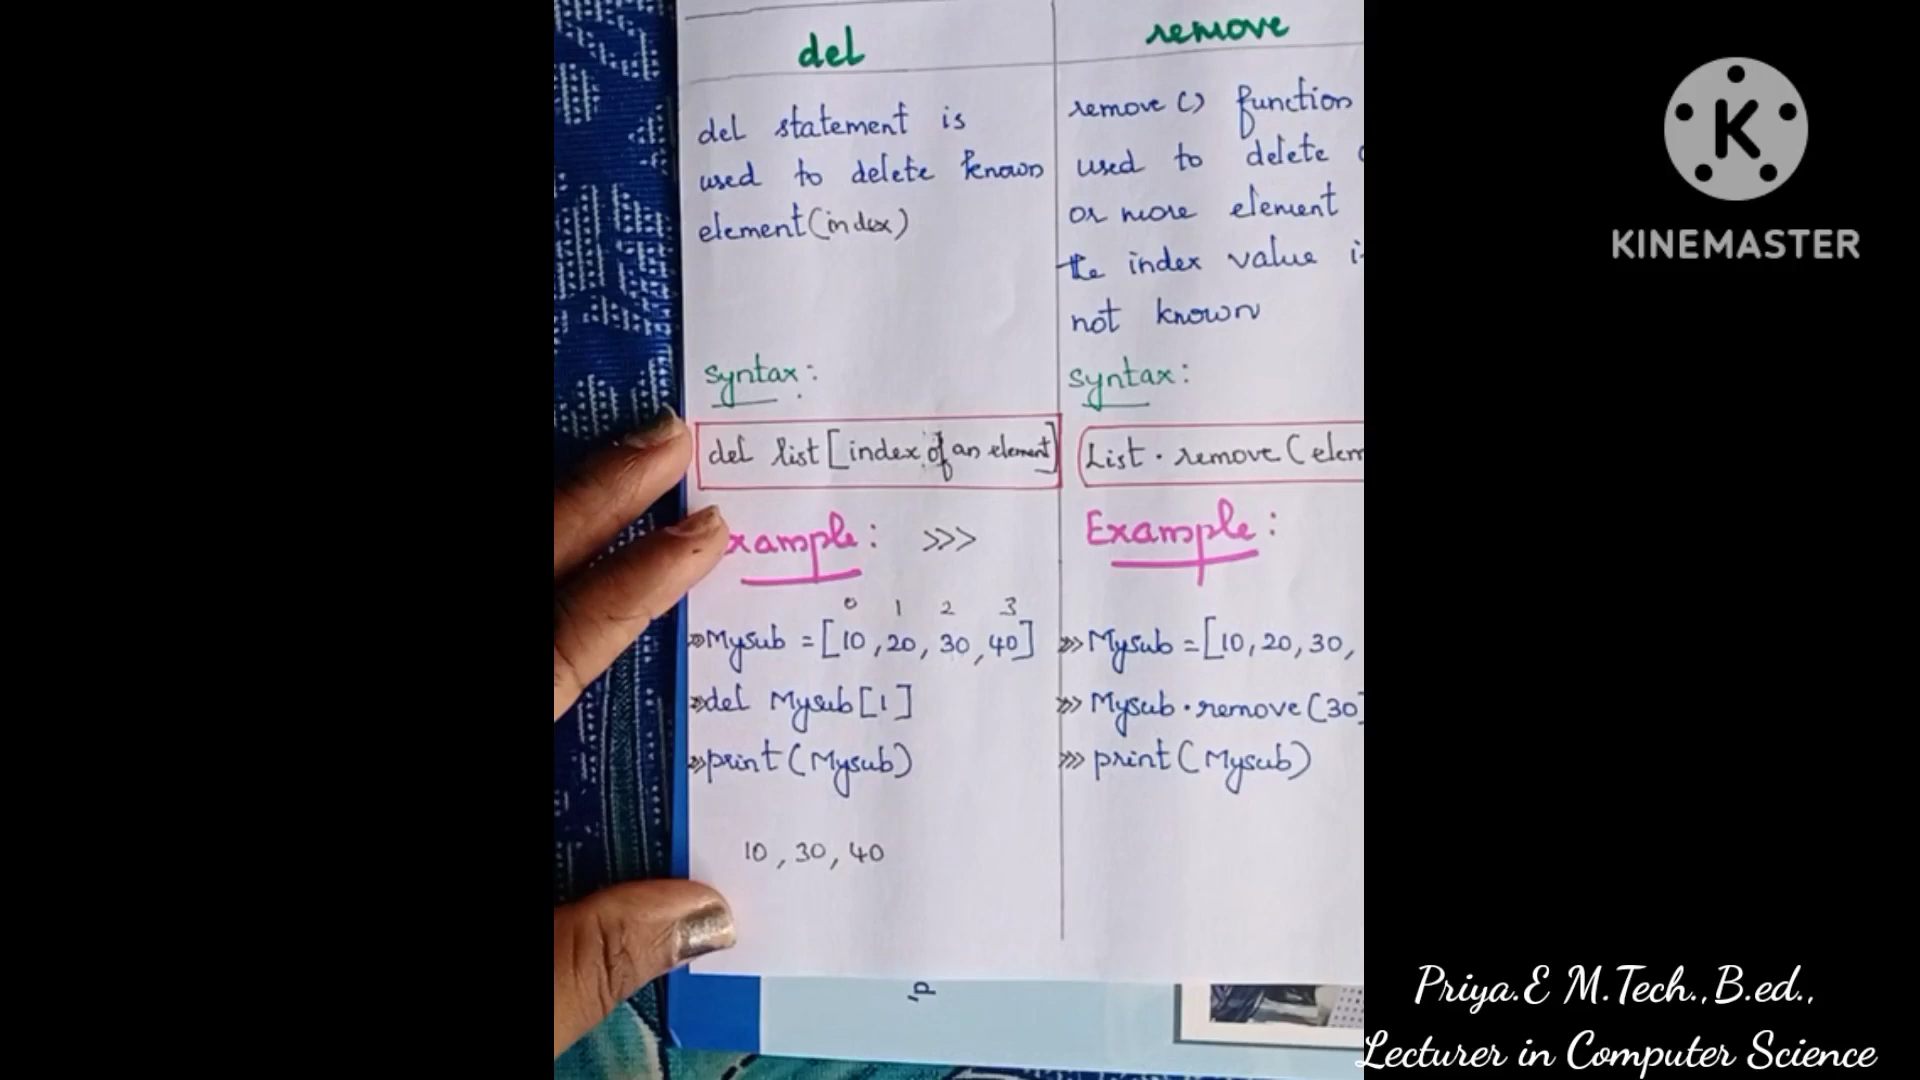 del
del statement is
used to delete known
element (index)
syntax:
del list [index of an element]
xample: >>>
0 1 2 3
>>> Mysub = [10, 20, 30, 40]
>>> del Mysub [1]
>>> print (Mysub)
10, 30, 40
remove
remove () function
used to delete
or more element
the index value
not known
syntax:
List . remove (elem
Example:
>>> Mysub = [10, 20, 30,
>>> Mysub . remove (30)
>>> print (Mysub)
K
KINEMASTER
Priya.E M.Tech.,B.ed.,
Lecturer in Computer Science